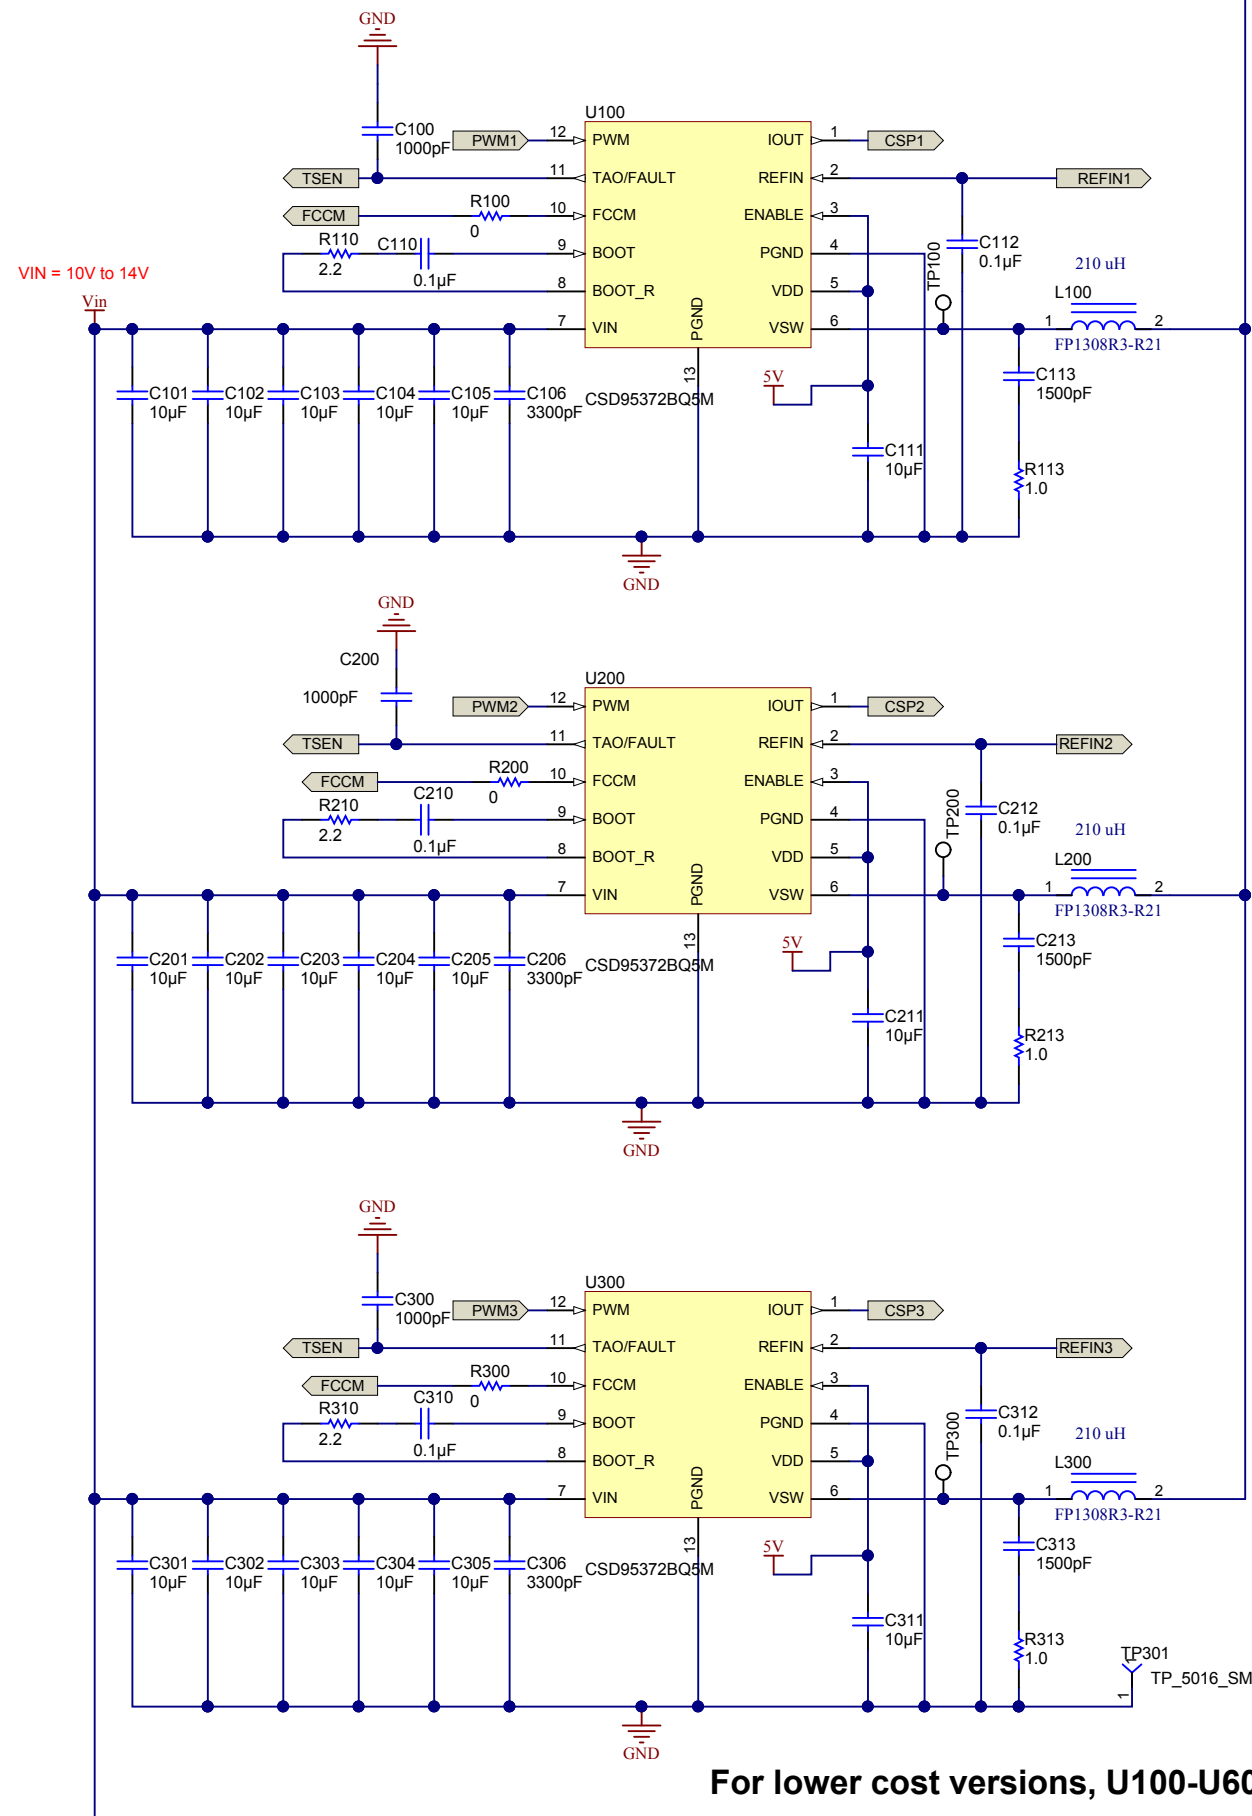 GND
C100
1000pF
TSEN
PWM1
FCCM
R100
0
R110
2.2
C110
0.1µF
U100
12 PWM
11 TAO/FAULT
10 FCCM
9 BOOT
8 BOOT_R
7 VIN
IOUT 1
REFIN 2
ENABLE 3
PGND 4
VDD 5
VSW 6
PGND
13
CSD95372BQ5M
CSP1
REFIN1
C112
0.1µF
TP100
210 uH
L100
1 2
FP1308R3-R21
C113
1500pF
R113
1.0
5V
C111
10µF
VIN = 10V to 14V
Vin
C101
10µF
C102
10µF
C103
10µF
C104
10µF
C105
10µF
C106
3300pF
GND
GND
C200
1000pF
TSEN
PWM2
FCCM
R200
0
R210
2.2
C210
0.1µF
U200
12 PWM
11 TAO/FAULT
10 FCCM
9 BOOT
8 BOOT_R
7 VIN
IOUT 1
REFIN 2
ENABLE 3
PGND 4
VDD 5
VSW 6
PGND
13
CSD95372BQ5M
CSP2
REFIN2
C212
0.1µF
TP200
210 uH
L200
1 2
FP1308R3-R21
C213
1500pF
R213
1.0
5V
C211
10µF
C201
10µF
C202
10µF
C203
10µF
C204
10µF
C205
10µF
C206
3300pF
GND
GND
C300
1000pF
TSEN
PWM3
FCCM
R300
0
R310
2.2
C310
0.1µF
U300
12 PWM
11 TAO/FAULT
10 FCCM
9 BOOT
8 BOOT_R
7 VIN
IOUT 1
REFIN 2
ENABLE 3
PGND 4
VDD 5
VSW 6
PGND
13
CSD95372BQ5M
CSP3
REFIN3
C312
0.1µF
TP300
210 uH
L300
1 2
FP1308R3-R21
C313
1500pF
R313
1.0
5V
C311
10µF
C301
10µF
C302
10µF
C303
10µF
C304
10µF
C305
10µF
C306
3300pF
TP301
1
1
TP_5016_SM
GND
For lower cost versions, U100-U60